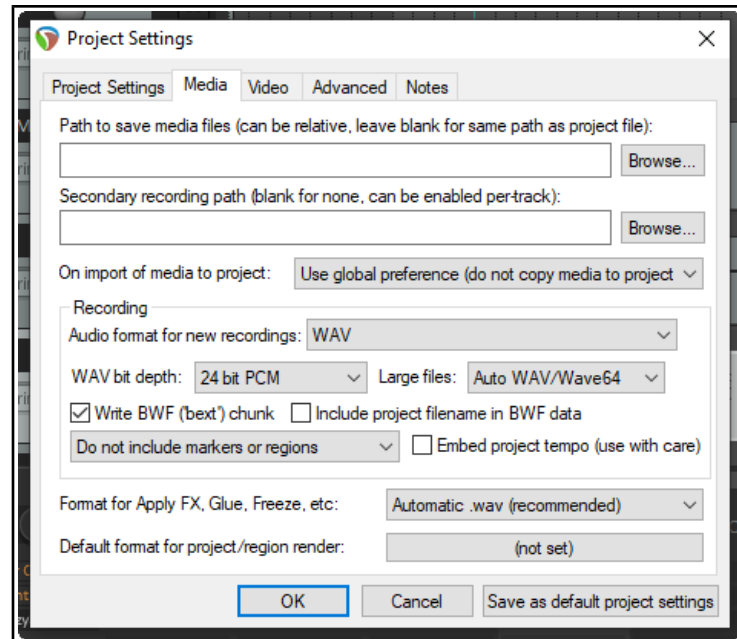 Project Settings
Project Settings Media Video Advanced Notes
Path to save media files (can be relative, leave blank for same path as project file):
Browse...
Secondary recording path (blank for none, can be enabled per-track):
Browse...
On import of media to project: Use global preference (do not copy media to project
Recording
Audio format for new recordings: WAV
WAV bit depth: 24 bit PCM Large files: Auto WAV/Wave64
Write BWF ('bext') chunk Include project filename in BWF data
Do not include markers or regions Embed project tempo (use with care)
Format for Apply FX, Glue, Freeze, etc: Automatic .wav (recommended)
Default format for project/region render: (not set)
OK Cancel Save as default project settings